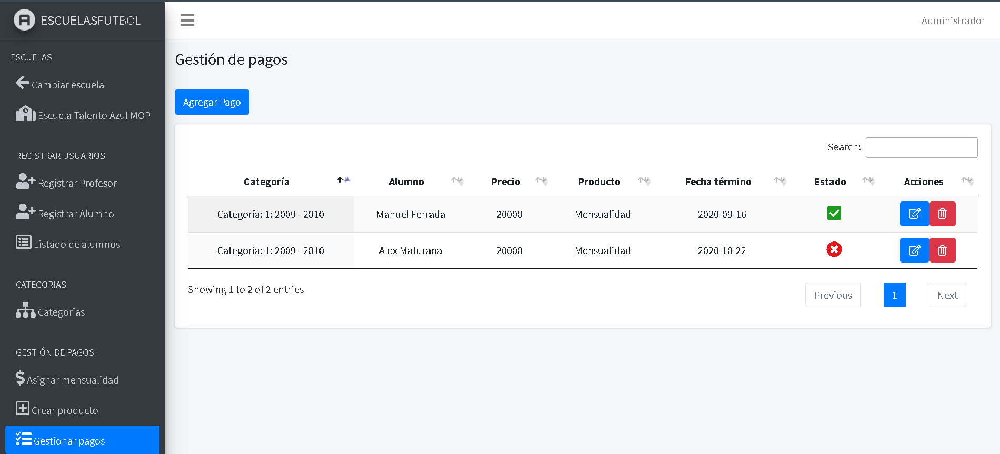 ESCUELASFUTBOL
Administrador
ESCUELAS
Cambiar escuela
Escuela Talento Azul MOP
REGISTRAR USUARIOS
Registrar Profesor
Registrar Alumno
Listado de alumnos
CATEGORIAS
Categorias
GESTIÓN DE PAGOS
Asignar mensualidad
Crear producto
Gestionar pagos
Gestión de pagos
Agregar Pago
Search:
Categoría Alumno Precio Producto Fecha término Estado Acciones
Categoría: 1: 2009 - 2010 Manuel Ferrada 20000 Mensualidad 2020-09-16
Categoría: 1: 2009 - 2010 Alex Maturana 20000 Mensualidad 2020-10-22
Showing 1 to 2 of 2 entries
Previous 1 Next